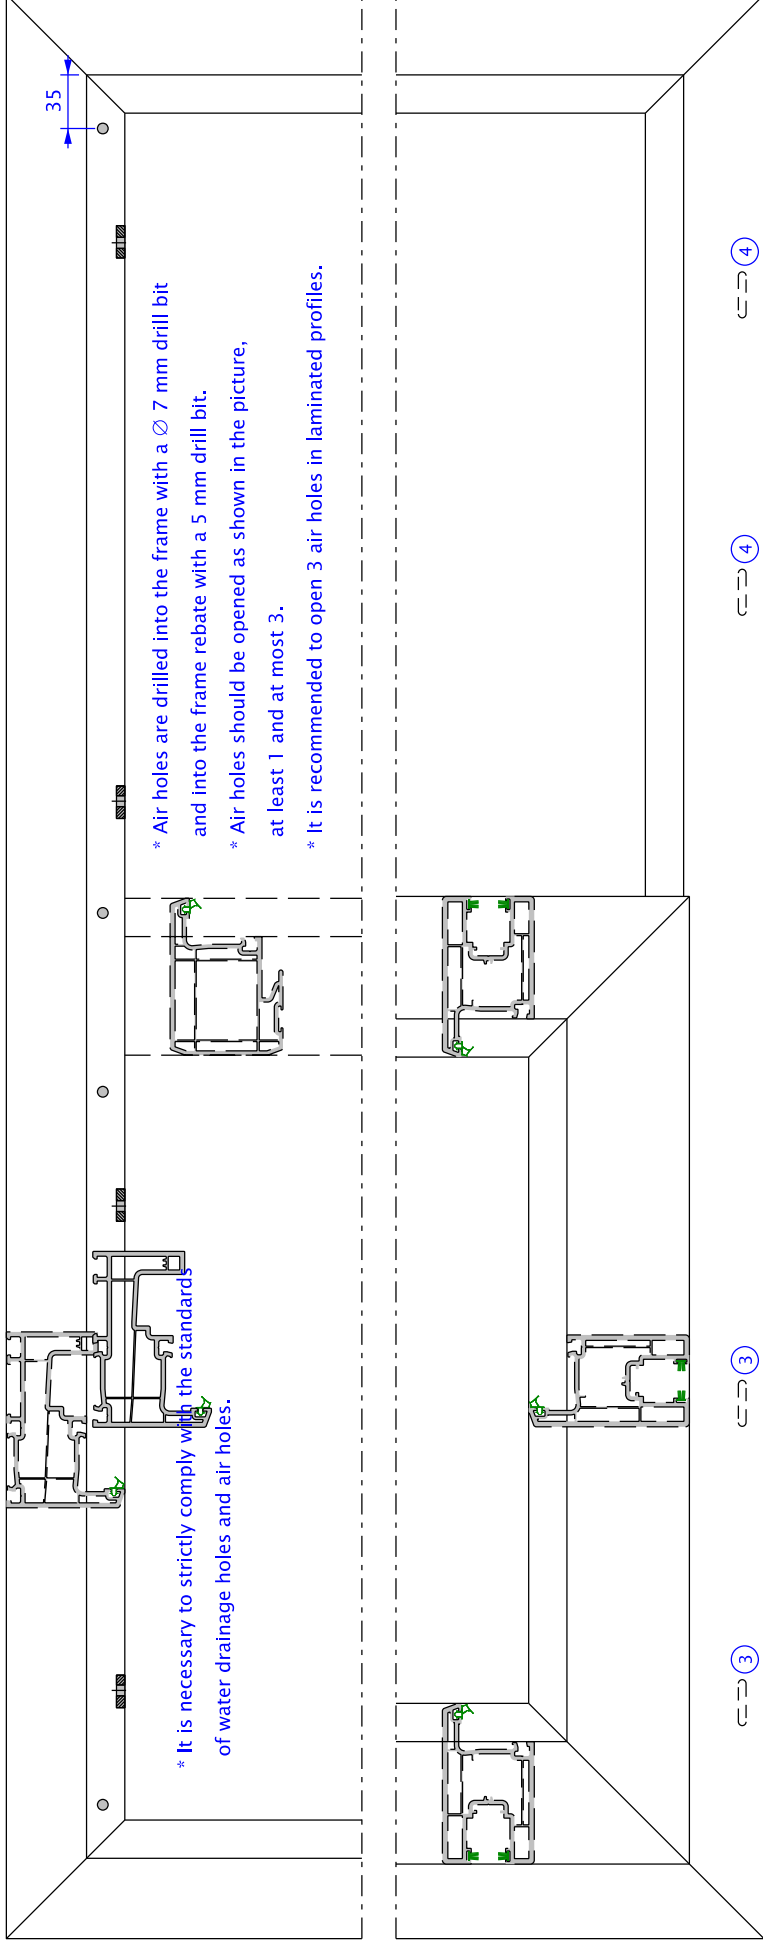 35
* Air holes are drilled into the frame with a ∅ 7 mm drill bit
and into the frame rebate with a 5 mm drill bit.
* Air holes should be opened as shown in the picture,
at least 1 and at most 3.
* It is recommended to open 3 air holes in laminated profiles.
* It is necessary to strictly comply with the standards
of water drainage holes and air holes.
3
3
4
4